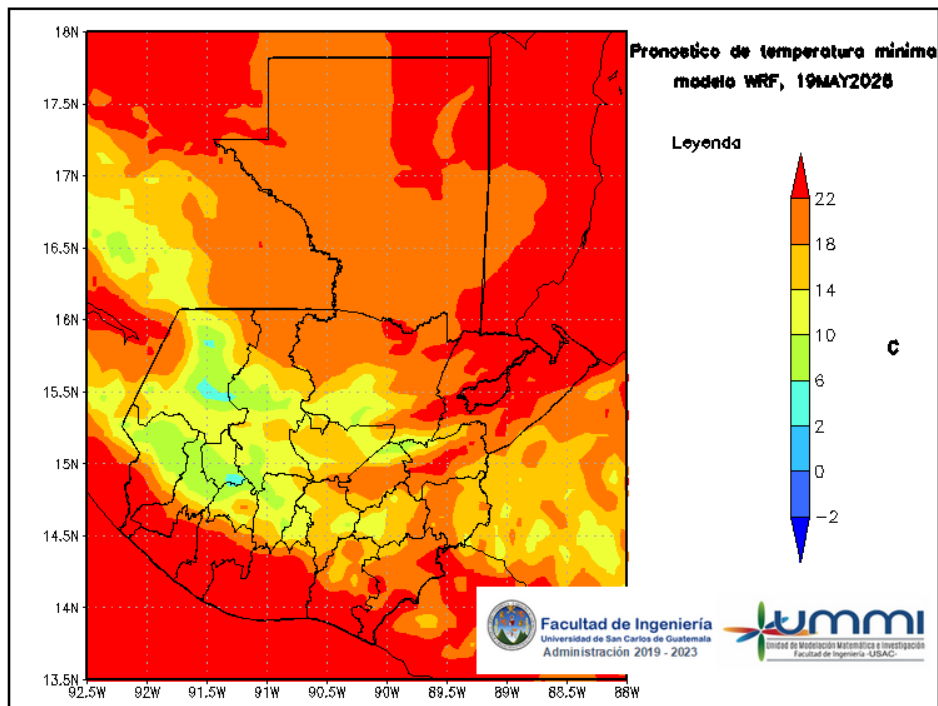 Pronostico de temperatura minima
modelo WRF, 19MAY2026
Leyenda
22
18
14
10
6
2
0
−2
C
18N
17.5N
17N
16.5N
16N
15.5N
15N
14.5N
14N
13.5N
92.5W 92W 91.5W 91W 90.5W 90W 89.5W 89W 88.5W 88W
Facultad de Ingeniería
Universidad de San Carlos de Guatemala
Administración 2019 - 2023
ummi
Unidad de Modelación Matemática e Investigación
Facultad de Ingeniería -USAC-